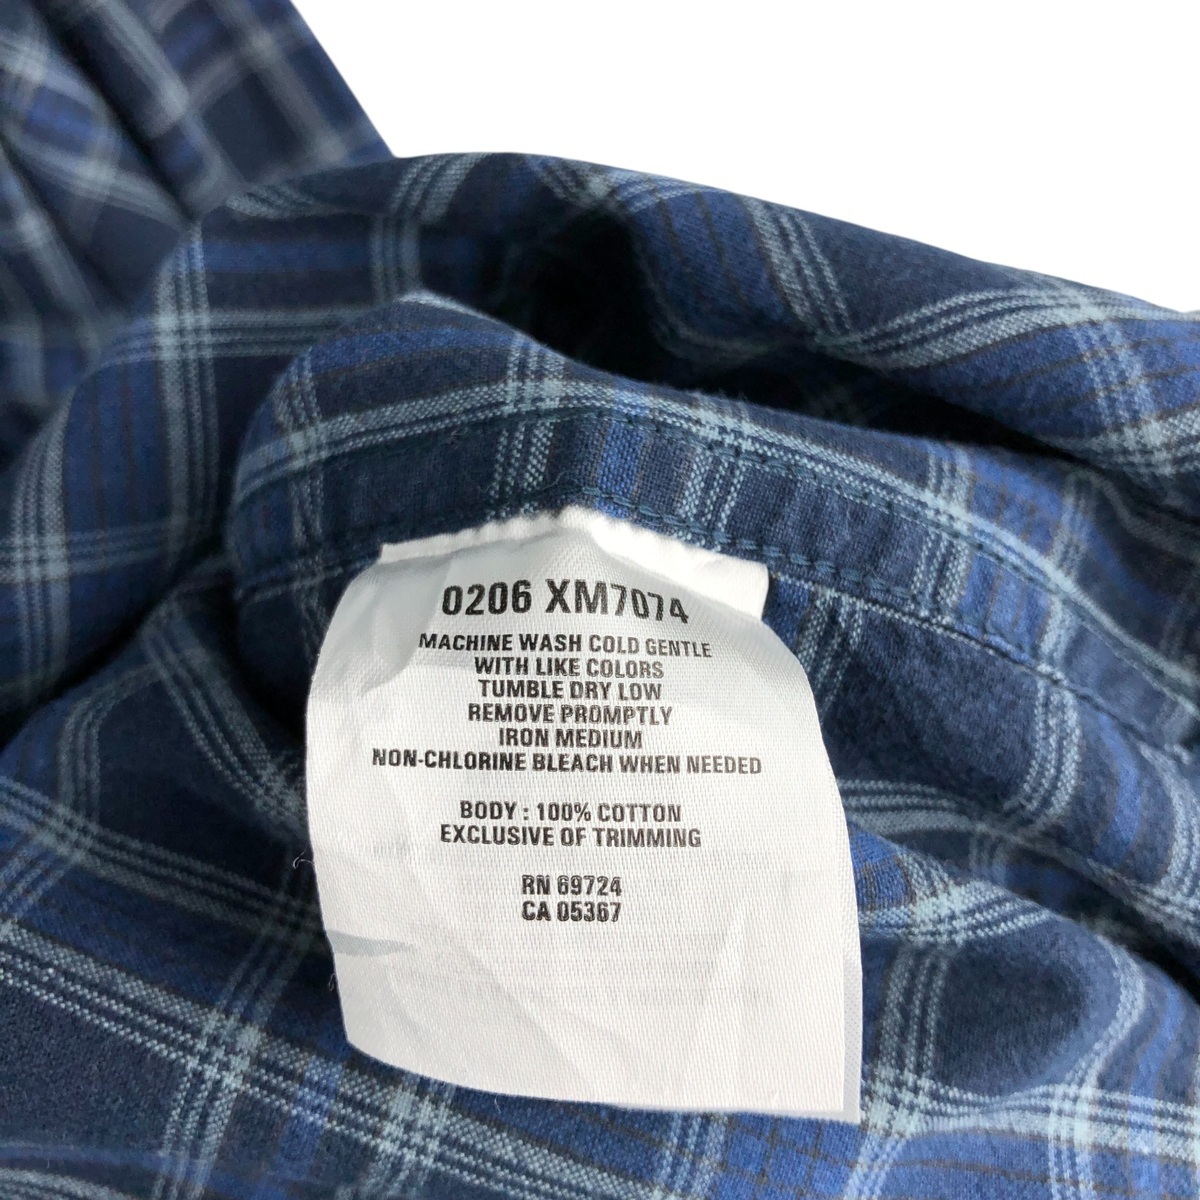 0206 XM7074
MACHINE WASH COLD GENTLE
WITH LIKE COLORS
TUMBLE DRY LOW
REMOVE PROMPTLY
IRON MEDIUM
NON-CHLORINE BLEACH WHEN NEEDED
BODY : 100% COTTON
EXCLUSIVE OF TRIMMING
RN 69724
CA 05367